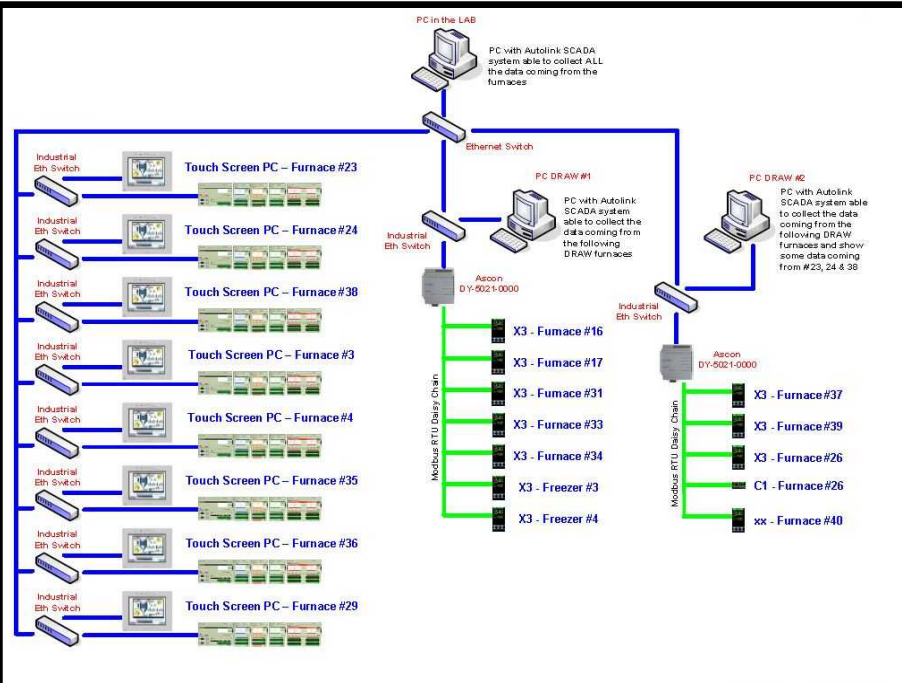 PC in the LAB
PC with Autolink SCADA
system able to collect ALL
the data coming from the
furnaces
Ethernet Switch
Industrial
Eth Switch
Touch Screen PC – Furnace #23
Industrial
Eth Switch
Touch Screen PC – Furnace #24
Industrial
Eth Switch
Touch Screen PC – Furnace #38
Industrial
Eth Switch
Touch Screen PC – Furnace #3
Industrial
Eth Switch
Touch Screen PC – Furnace #4
Industrial
Eth Switch
Touch Screen PC – Furnace #35
Industrial
Eth Switch
Touch Screen PC – Furnace #36
Industrial
Eth Switch
Touch Screen PC – Furnace #29
PC DRAW #1
PC with Autolink
SCADA system
able to collect the
data coming from
the following
DRAW furnaces
Industrial
Eth Switch
Ascon
DY-5021-0000
Modbus RTU Daisy Chain
X3 - Furnace #16
X3 - Furnace #17
X3 - Furnace #31
X3 - Furnace #33
X3 - Furnace #34
X3 - Freezer #3
X3 - Freezer #4
PC DRAW #2
PC with Autolink
SCADA system able
to collect the data
coming from the
following DRAW
furnaces and show
some data coming
from #23, 24 & 38
Industrial
Eth Switch
Ascon
DY-5021-0000
Modbus RTU Daisy Chain
X3 - Furnace #37
X3 - Furnace #39
X3 - Furnace #26
C1 - Furnace #26
xx - Furnace #40